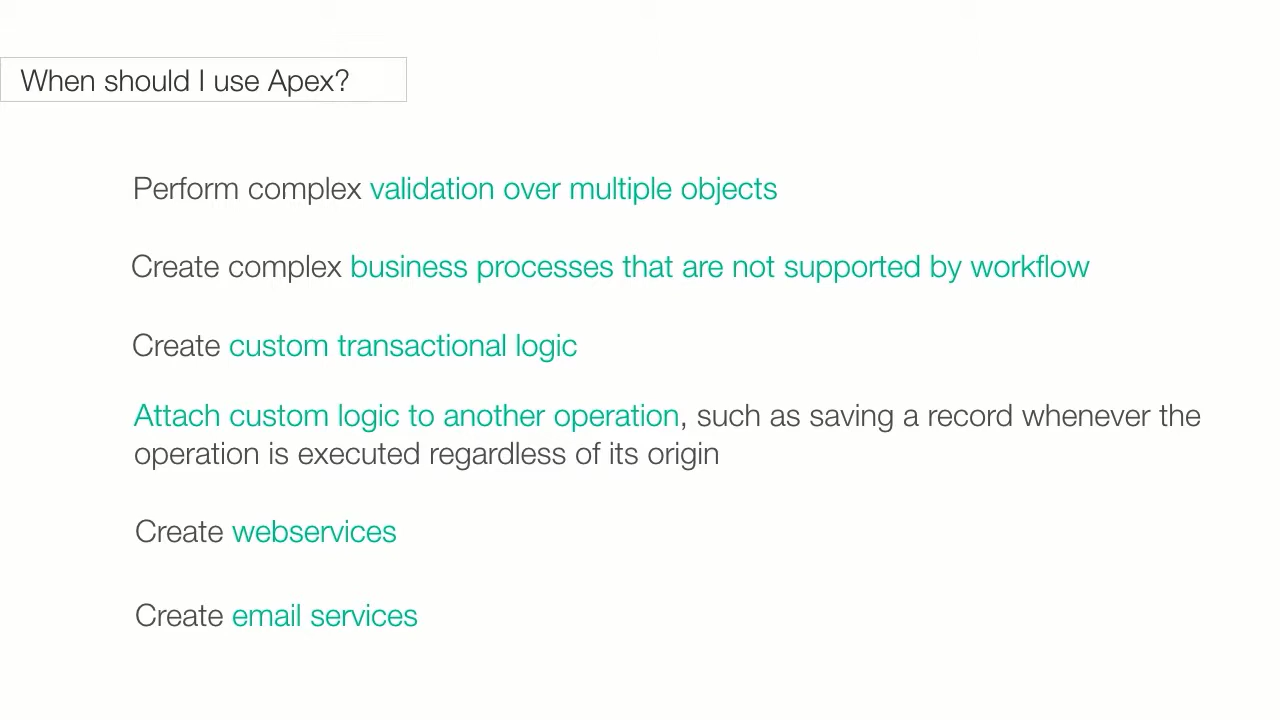 When should I use Apex?
Perform complex validation over multiple objects
Create complex business processes that are not supported by workflow
Create custom transactional logic
Attach custom logic to another operation, such as saving a record whenever the
operation is executed regardless of its origin
Create webservices
Create email services